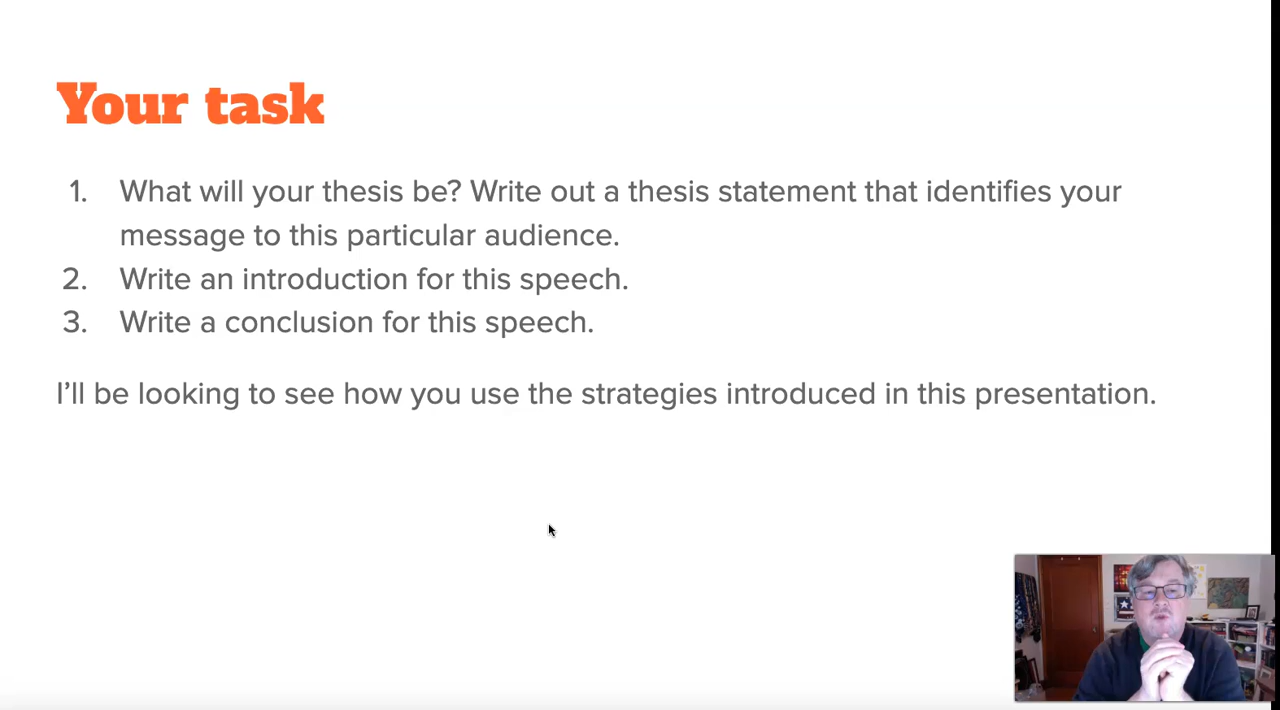 Your task
1. What will your thesis be? Write out a thesis statement that identifies your
message to this particular audience.
2. Write an introduction for this speech.
3. Write a conclusion for this speech.
I’ll be looking to see how you use the strategies introduced in this presentation.